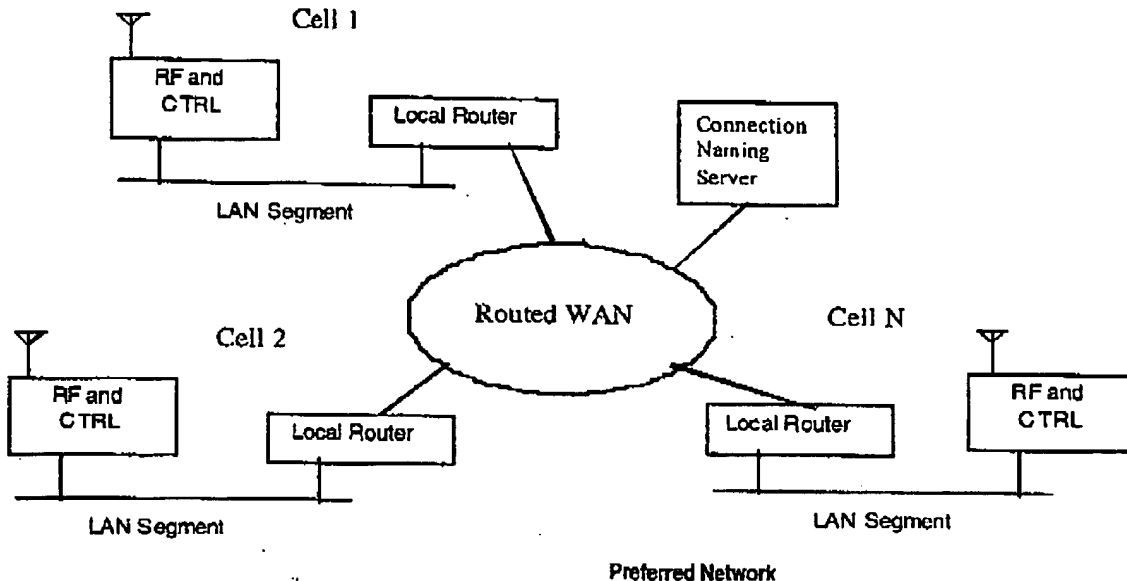 Cell 1
RF and
CTRL
Local Router
Connection
Naming
Server
LAN Segment
Routed WAN
Cell 2
Cell N
RF and
CTRL
Local Router
Local Router
RF and
CTRL
LAN Segment
LAN Segment
Preferred Network